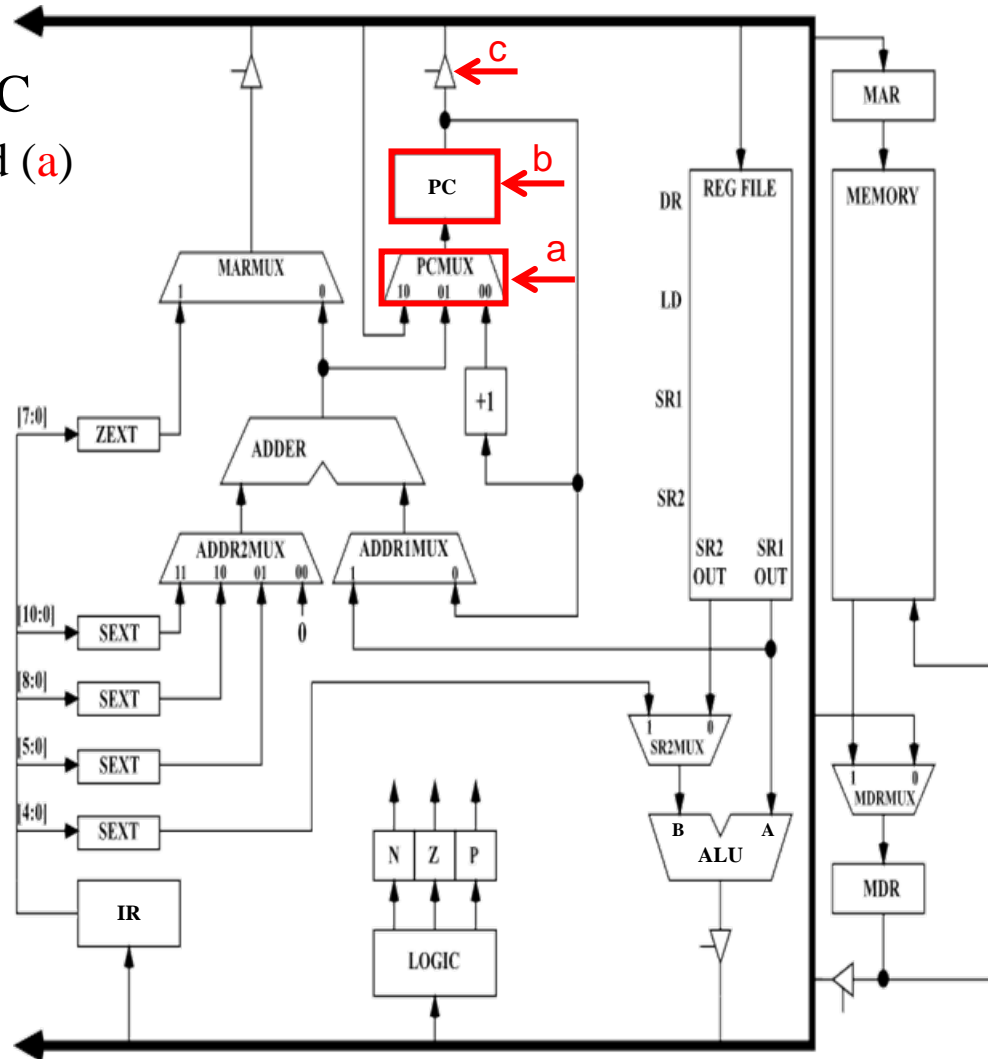 c
C
d (a)
MAR
b
PC
REG FILE
MEMORY
DR
a
MARMUX
1 0
PCMUX
10 01 00
LD
+1
SR1
[7:0]
ZEXT
ADDER
SR2
ADDR2MUX
11 10 01 00
ADDR1MUX
1 0
SR2
OUT
SR1
OUT
[10:0]
SEXT
0
[8:0]
SEXT
1 0
SR2MUX
[5:0]
SEXT
1 0
MDRMUX
[4:0]
SEXT
B A
ALU
N Z P
MDR
IR
LOGIC